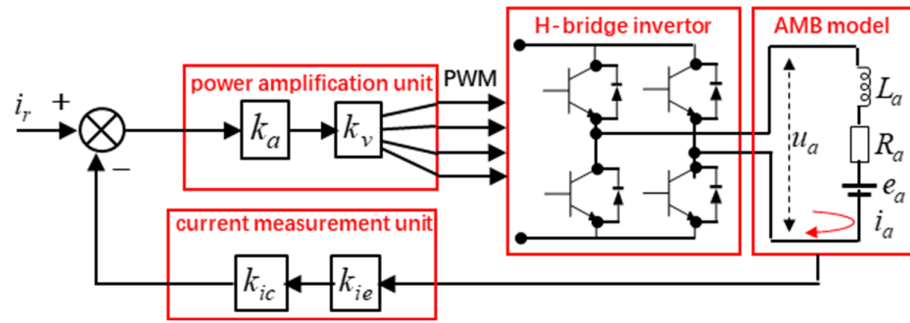 H-bridge invertor
AMB model
power amplification unit
PWM
i_r
+
−
k_a
k_v
u_a
L_a
R_a
e_a
i_a
current measurement unit
k_ic
k_ie